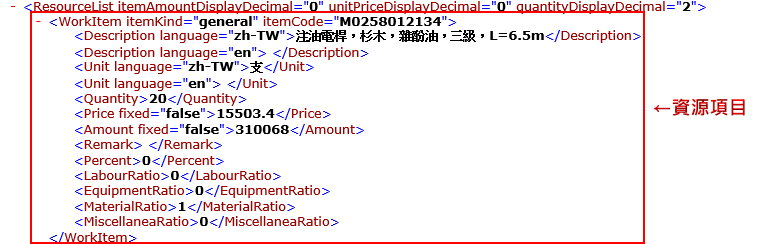 - <ResourceList itemAmountDisplayDecimal="0" unitPriceDisplayDecimal="0" quantityDisplayDecimal="2">
- <WorkItem itemKind="general" itemCode="M0258012134">
<Description language="zh-TW">注油電桿，杉木，雜酚油，三級，L=6.5m</Description>
<Description language="en"> </Description>
<Unit language="zh-TW">支</Unit>
<Unit language="en"> </Unit>
<Quantity>20</Quantity>
<Price fixed="false">15503.4</Price>
←資源項目
<Amount fixed="false">310068</Amount>
<Remark> </Remark>
<Percent>0</Percent>
<LabourRatio>0</LabourRatio>
<EquipmentRatio>0</EquipmentRatio>
<MaterialRatio>1</MaterialRatio>
<MiscellaneaRatio>0</MiscellaneaRatio>
</WorkItem>